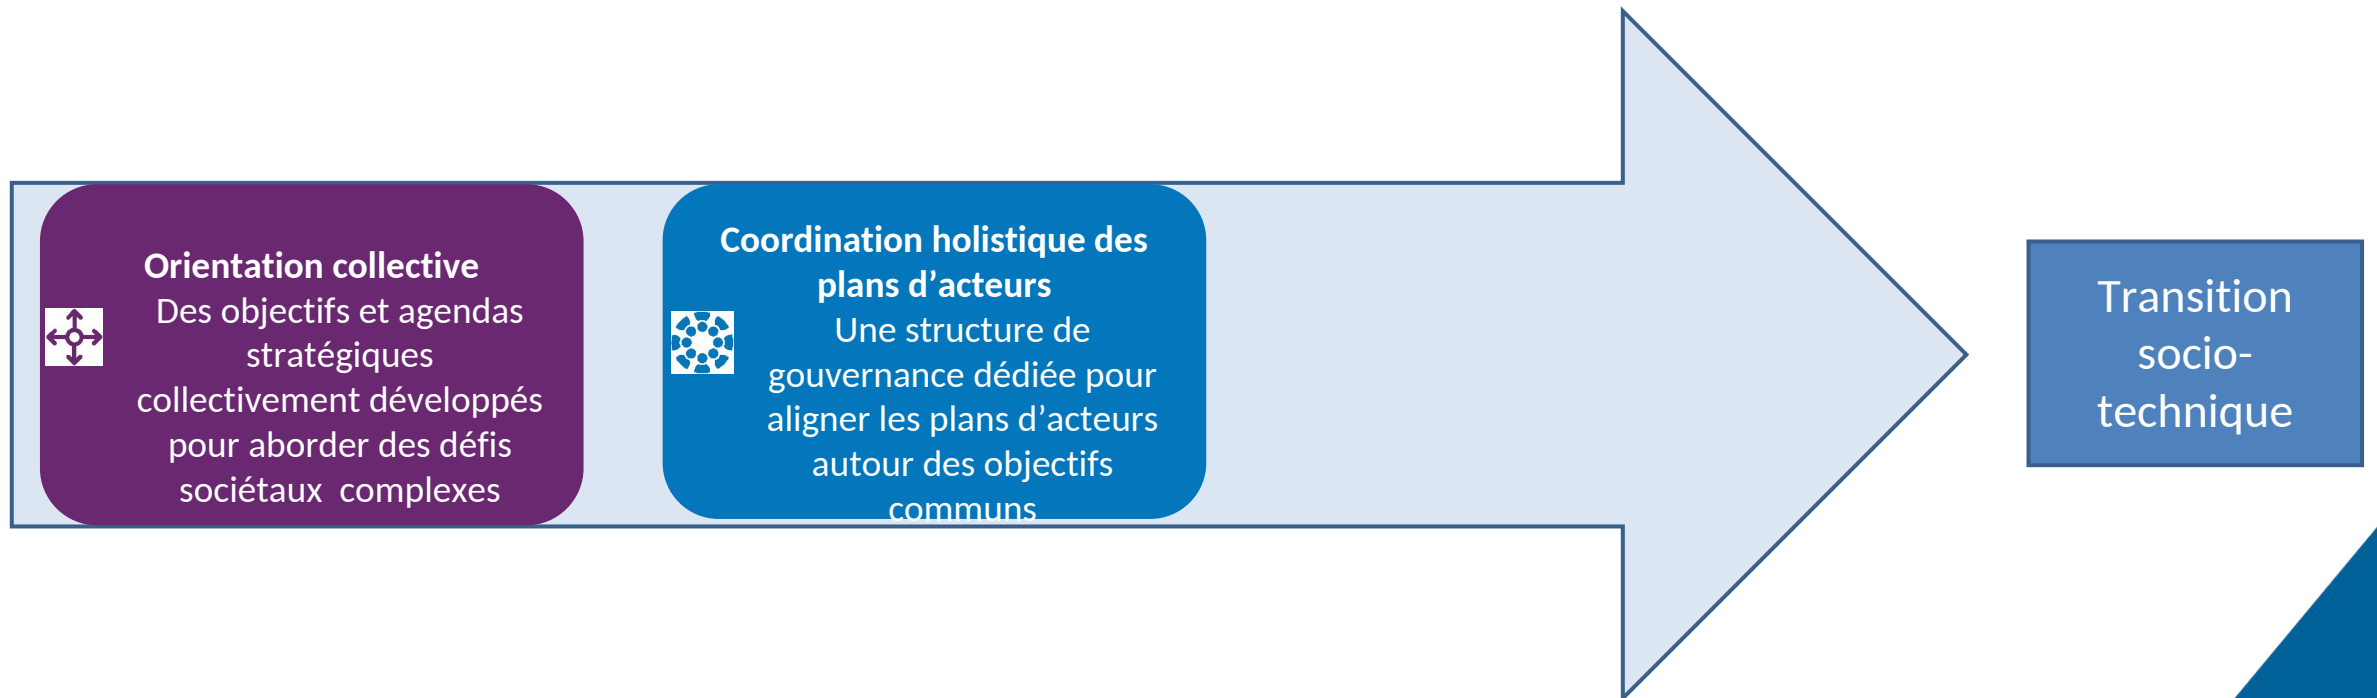 Orientation collective
Des objectifs et agendas
stratégiques
collectivement développés
pour aborder des défis
sociétaux  complexes
Coordination holistique des
plans d’acteurs
Une structure de
gouvernance dédiée pour
aligner les plans d’acteurs
autour des objectifs
communs
Transition
socio-
technique